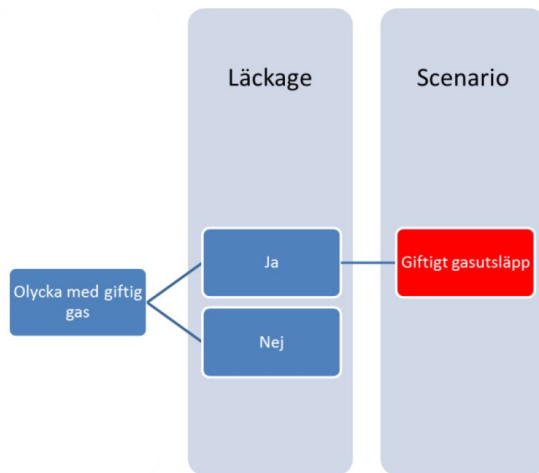 Läckage
Scenario
Ja
Giftigt gasutsläpp
Olycka med giftig
gas
Nej